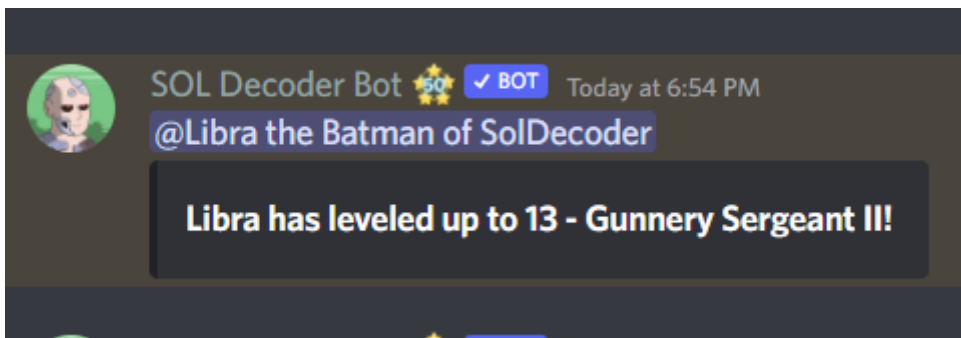 SOL Decoder Bot 50 ✓ BOT Today at 6:54 PM
@Libra the Batman of SolDecoder
Libra has leveled up to 13 - Gunnery Sergeant II!